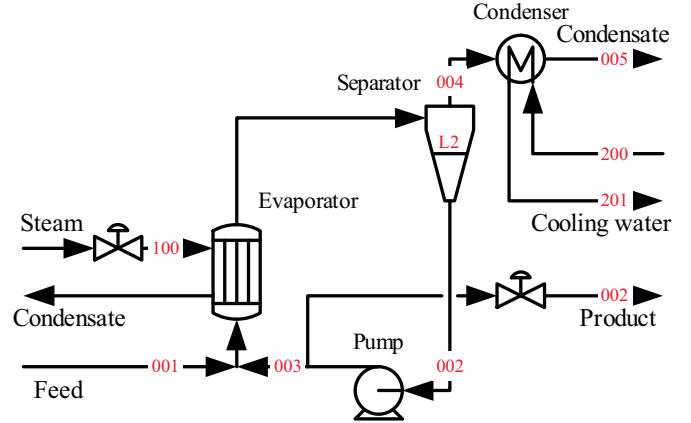 Condenser
Condensate
005
004
Separator
L2
200
Evaporator
201
Steam
Cooling water
100
002
Condensate
Product
Pump
001
003
002
Feed